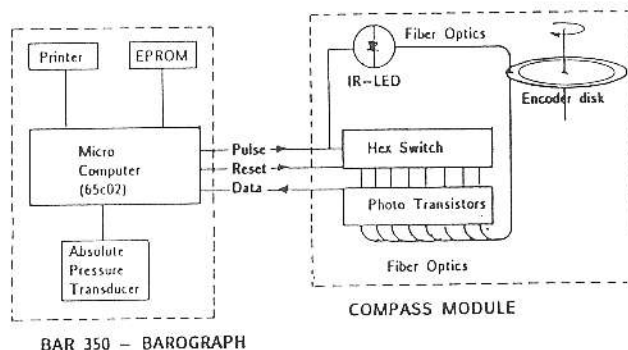 Printer
EPROM
Micro
Computer
(65c02)
Absolute
Pressure
Transducer
BAR 350 – BAROGRAPH
Pulse
Reset
Data
IR-LED
Fiber Optics
Encoder disk
Hex Switch
Photo Transistors
Fiber Optics
COMPASS MODULE